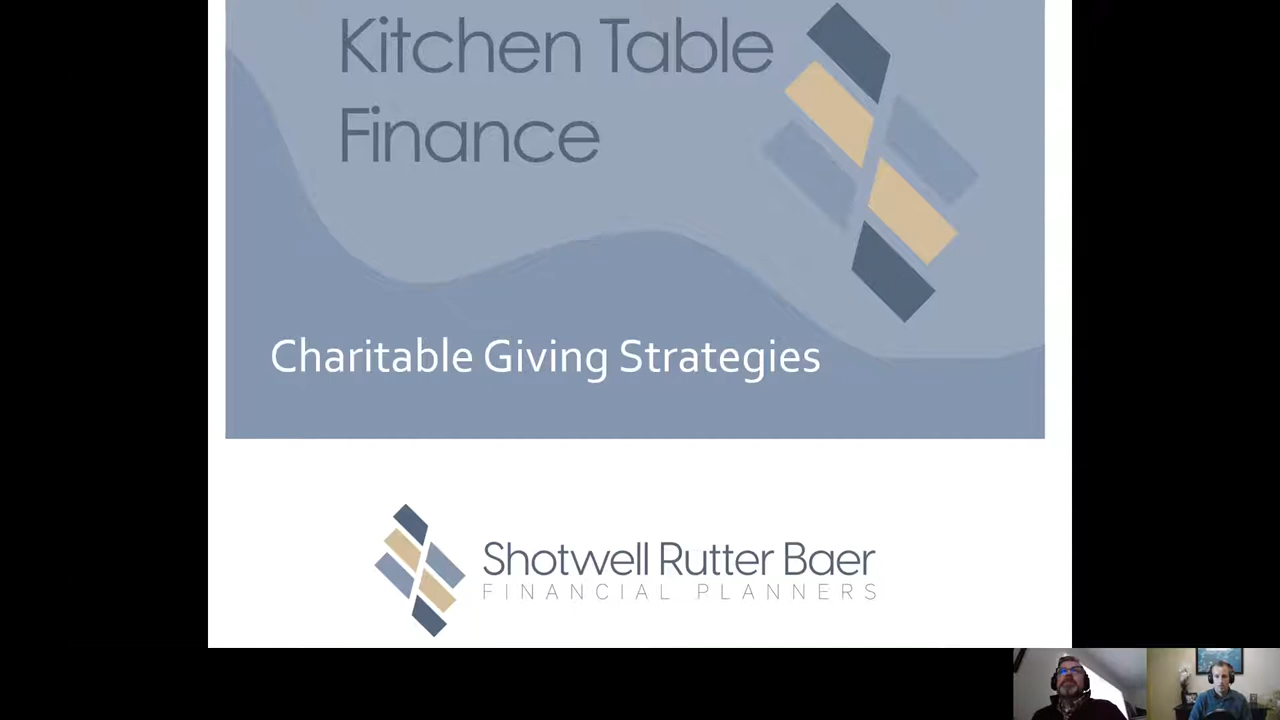 Kitchen Table
Finance
Charitable Giving Strategies
Shotwell Rutter Baer
FINANCIAL PLANNERS